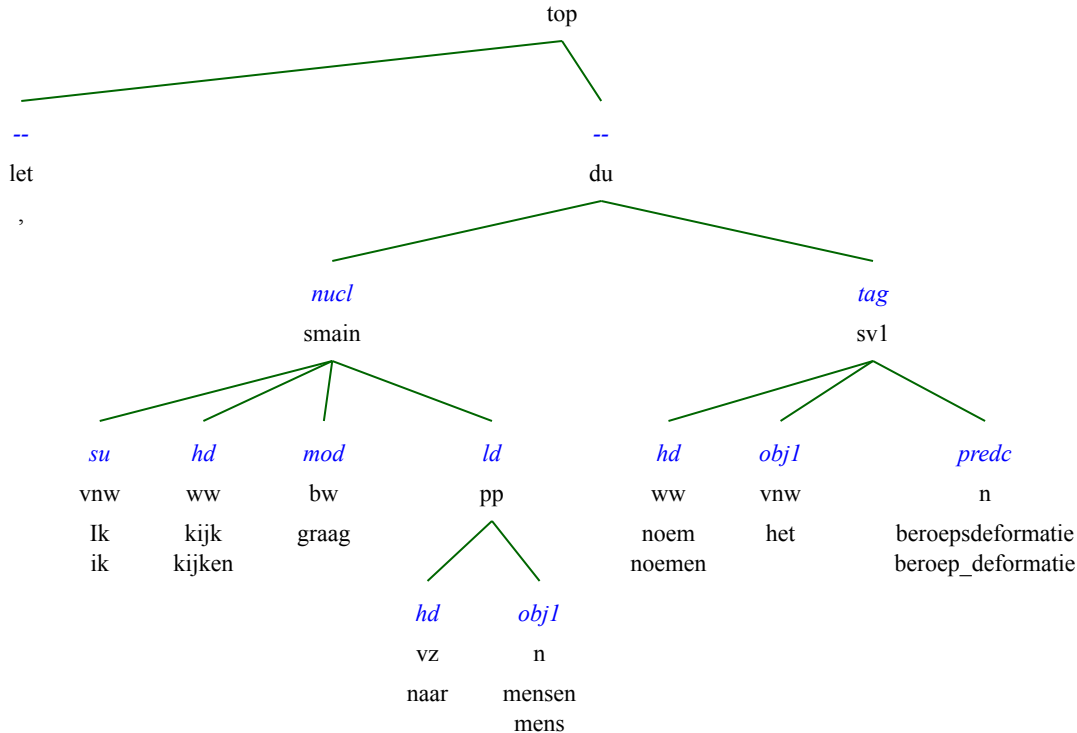 top
-- --
let du
,
nucl tag
smain sv1
su hd mod ld hd obj1 predc
vnw ww bw pp ww vnw n
Ik kijk graag noem het beroepsdeformatie
ik kijken noemen beroep_deformatie
hd obj1
vz n
naar mensen
mens